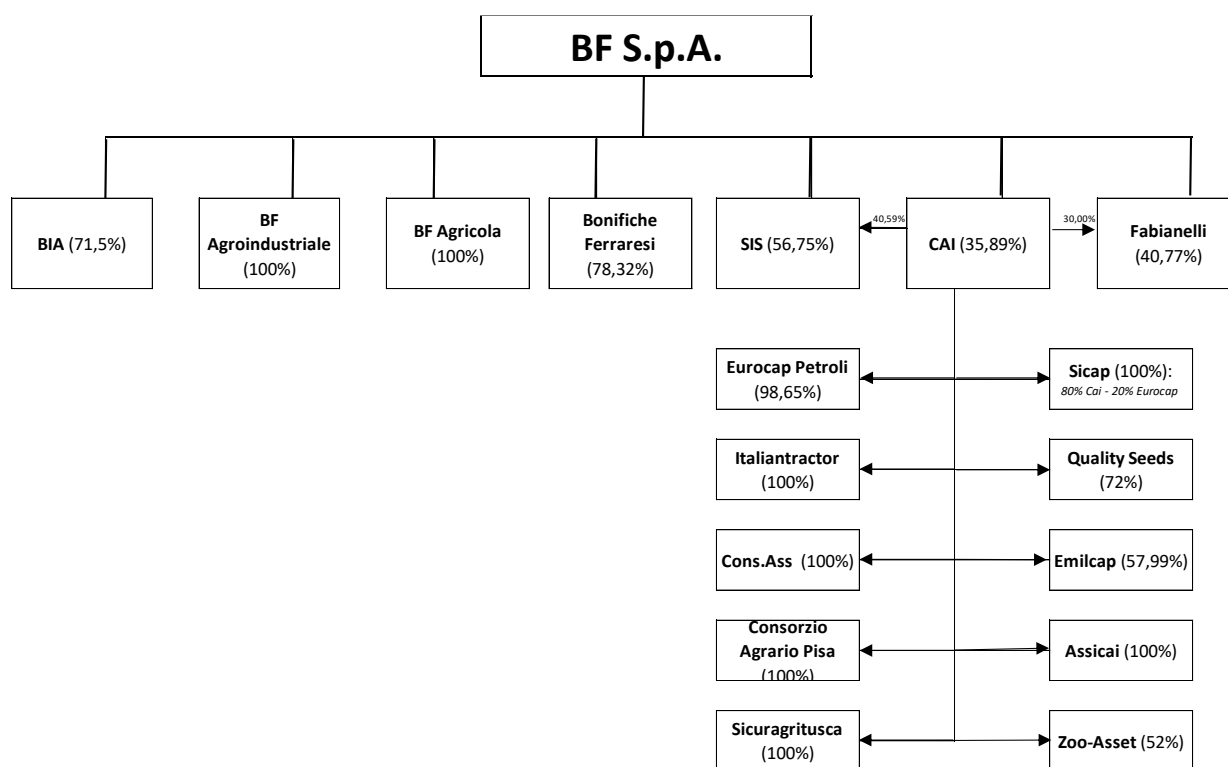 BF S.p.A.
BIA (71,5%)
BF
Agroindustriale
(100%)
BF Agricola
(100%)
Bonifiche
Ferraresi
(78,32%)
SIS (56,75%)
40,59%
CAI (35,89%)
30,00%
Fabianelli
(40,77%)
Eurocap Petroli
(98,65%)
Sicap (100%):
80% Cai - 20% Eurocap
Italiantractor
(100%)
Quality Seeds
(72%)
Cons.Ass (100%)
Emilcap (57,99%)
Consorzio
Agrario Pisa
(100%)
Assicai (100%)
Sicuragritusca
(100%)
Zoo-Asset (52%)